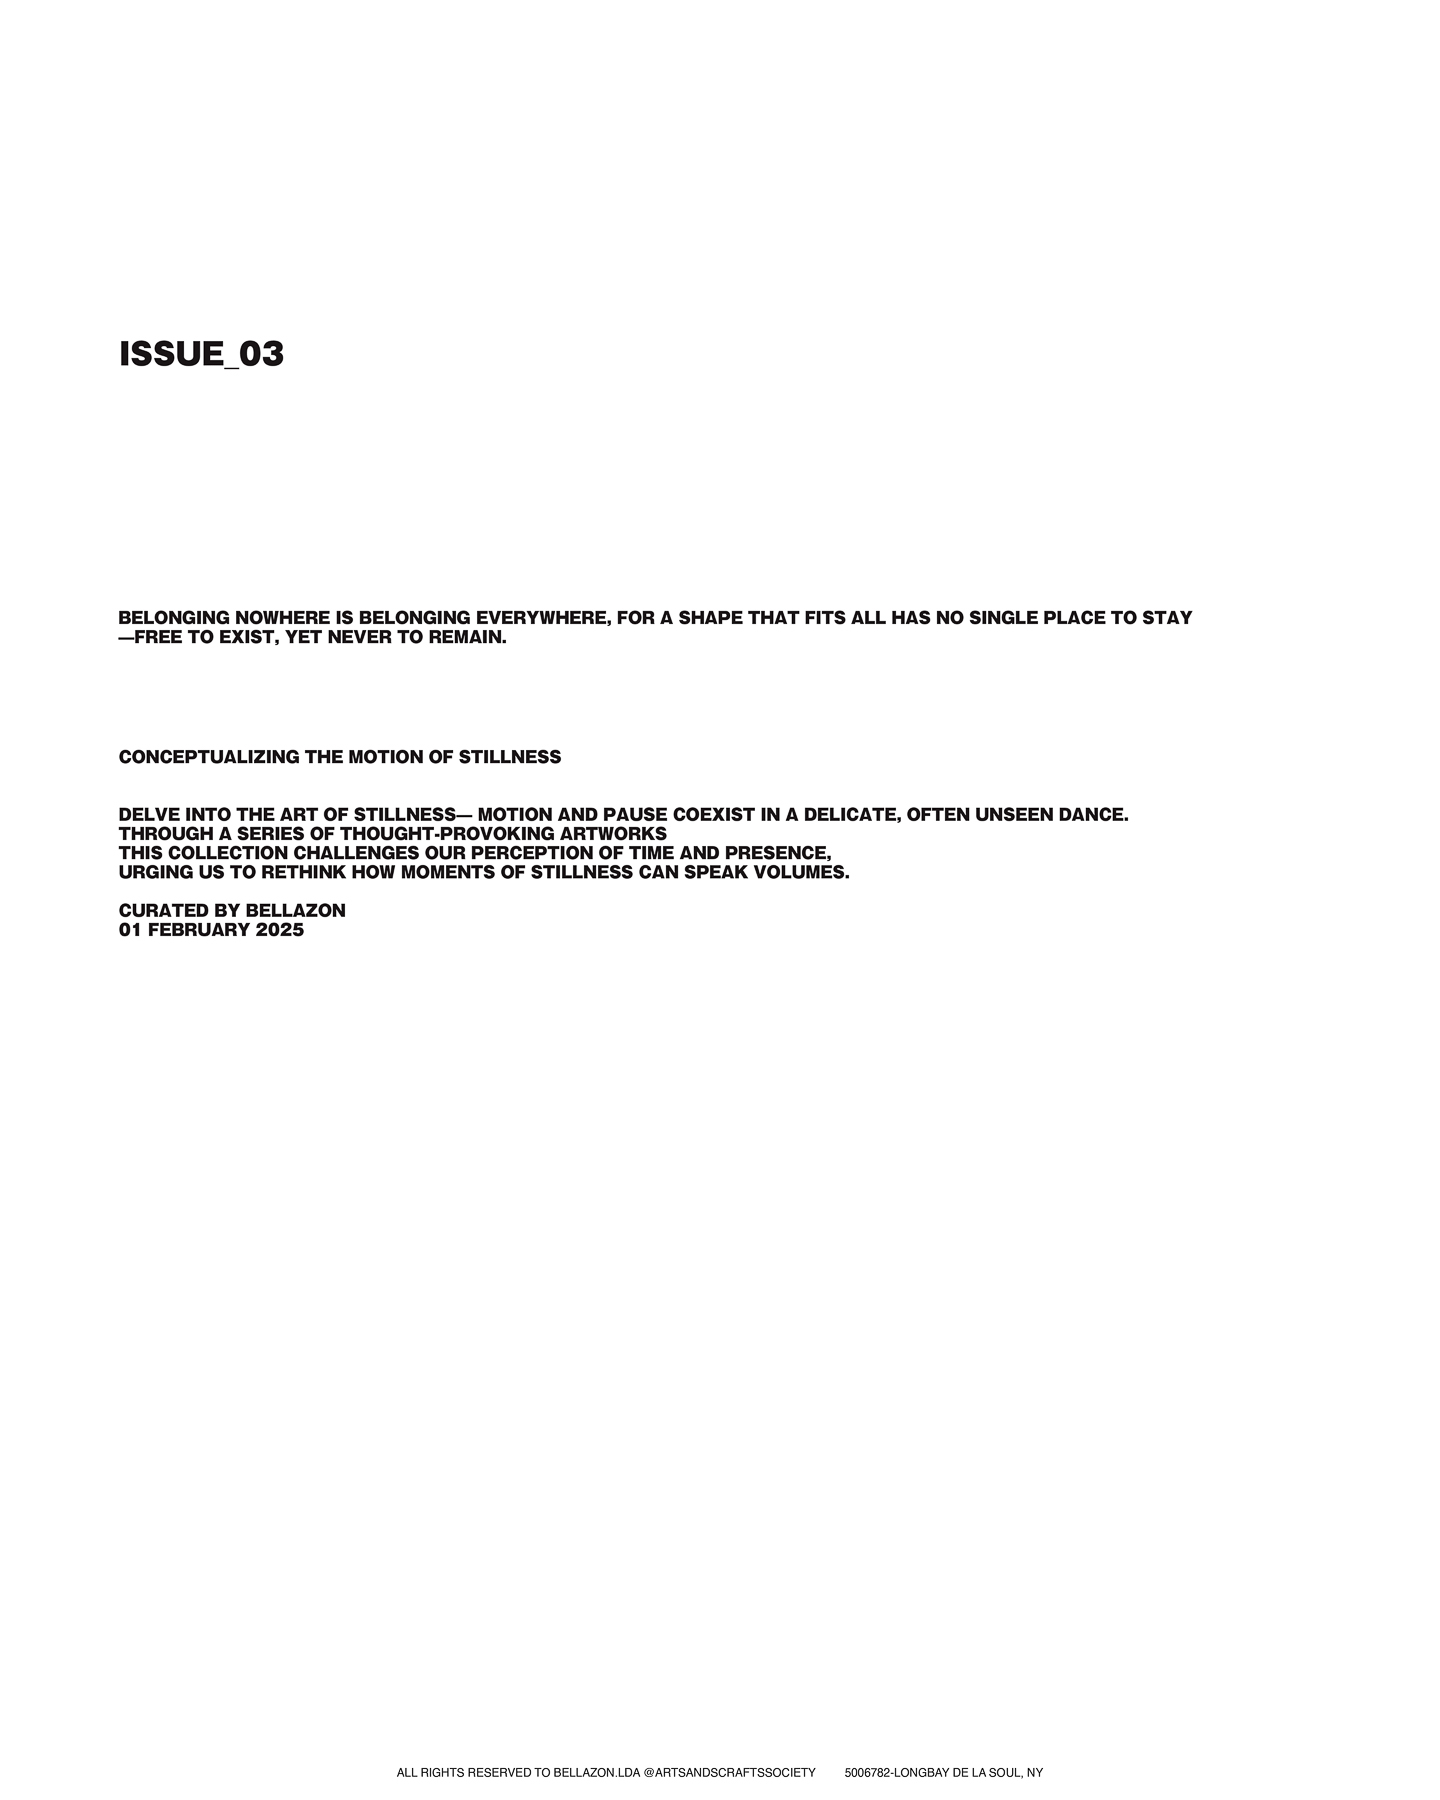 ISSUE_03
BELONGING NOWHERE IS BELONGING EVERYWHERE, FOR A SHAPE THAT FITS ALL HAS NO SINGLE PLACE TO STAY
—FREE TO EXIST, YET NEVER TO REMAIN.
CONCEPTUALIZING THE MOTION OF STILLNESS
DELVE INTO THE ART OF STILLNESS— MOTION AND PAUSE COEXIST IN A DELICATE, OFTEN UNSEEN DANCE.
THROUGH A SERIES OF THOUGHT-PROVOKING ARTWORKS
THIS COLLECTION CHALLENGES OUR PERCEPTION OF TIME AND PRESENCE,
URGING US TO RETHINK HOW MOMENTS OF STILLNESS CAN SPEAK VOLUMES.
CURATED BY BELLAZON
01 FEBRUARY 2025
ALL RIGHTS RESERVED TO BELLAZON.LDA @ARTSANDSCRAFTSSOCIETY 5006782-LONGBAY DE LA SOUL, NY